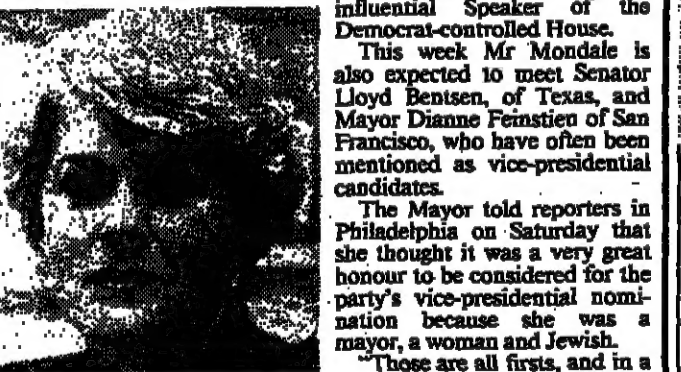 influential Speaker of the
Democrat-controlled House.
This week Mr Mondale is
also expected to meet Senator
Lloyd Bentsen, of Texas, and
Mayor Dianne Feinstien of San
Francisco, who have often been
mentioned as vice-presidential
candidates.
The Mayor told reporters in
Philadelphia on Saturday that
she thought it was a very great
honour to be considered for the
party's vice-presidential nomi-
nation because she was a
mayor, a woman and Jewish.
"Those are all firsts, and in a